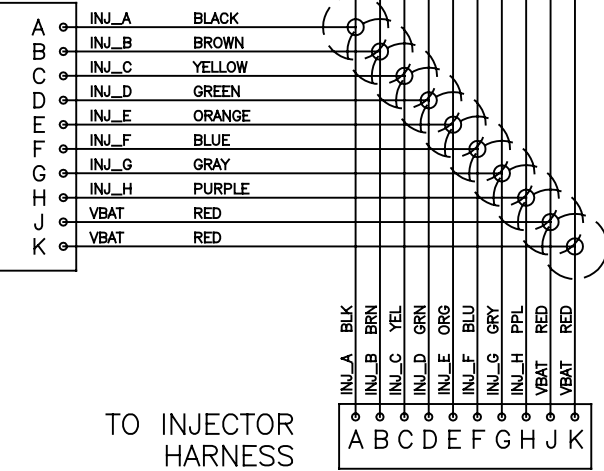 A INJ_A BLACK
B INJ_B BROWN
C INJ_C YELLOW
D INJ_D GREEN
E INJ_E ORANGE
F INJ_F BLUE
G INJ_G GRAY
H INJ_H PURPLE
J VBAT RED
K VBAT RED
INJ_A BLK
INJ_B BRN
INJ_C YEL
INJ_D GRN
INJ_E ORG
INJ_F BLU
INJ_G GRY
INJ_H PPL
VBAT RED
VBAT RED
TO INJECTOR
HARNESS
A B C D E F G H J K